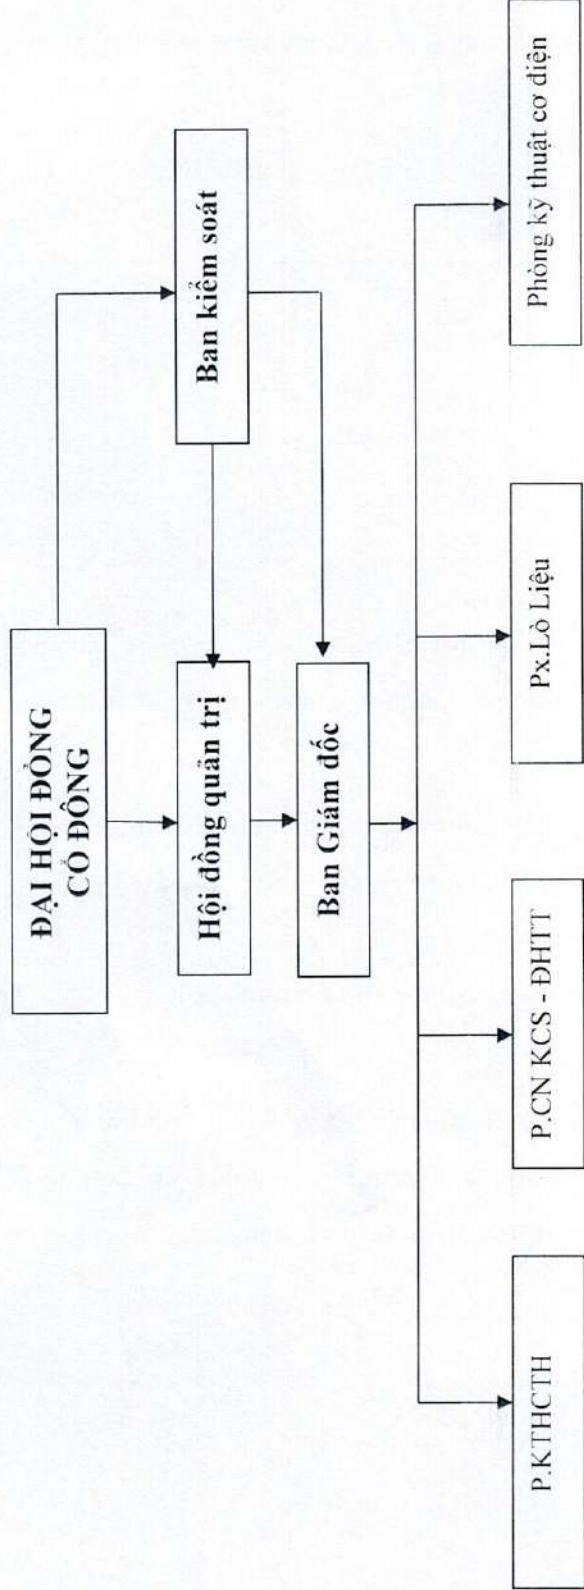 ĐẠI HỘI ĐỒNG
CỔ ĐÔNG
Ban kiểm soát
Hội đồng quản trị
Ban Giám đốc
P.KTHCTH
P.CN KCS - ĐHTT
Px.Lò Liệu
Phòng kỹ thuật cơ điện